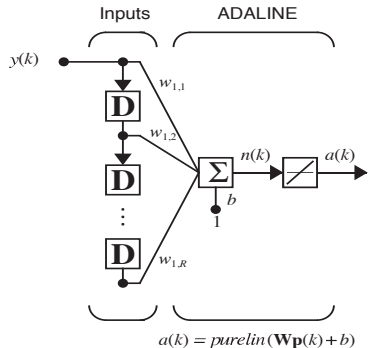 Inputs ADALINE
y(k)
w1,1
D
w1,2
n(k) a(k)
Σ
D
b
1
⋮
D
w1,R
a(k) = purelin(Wp(k) + b)